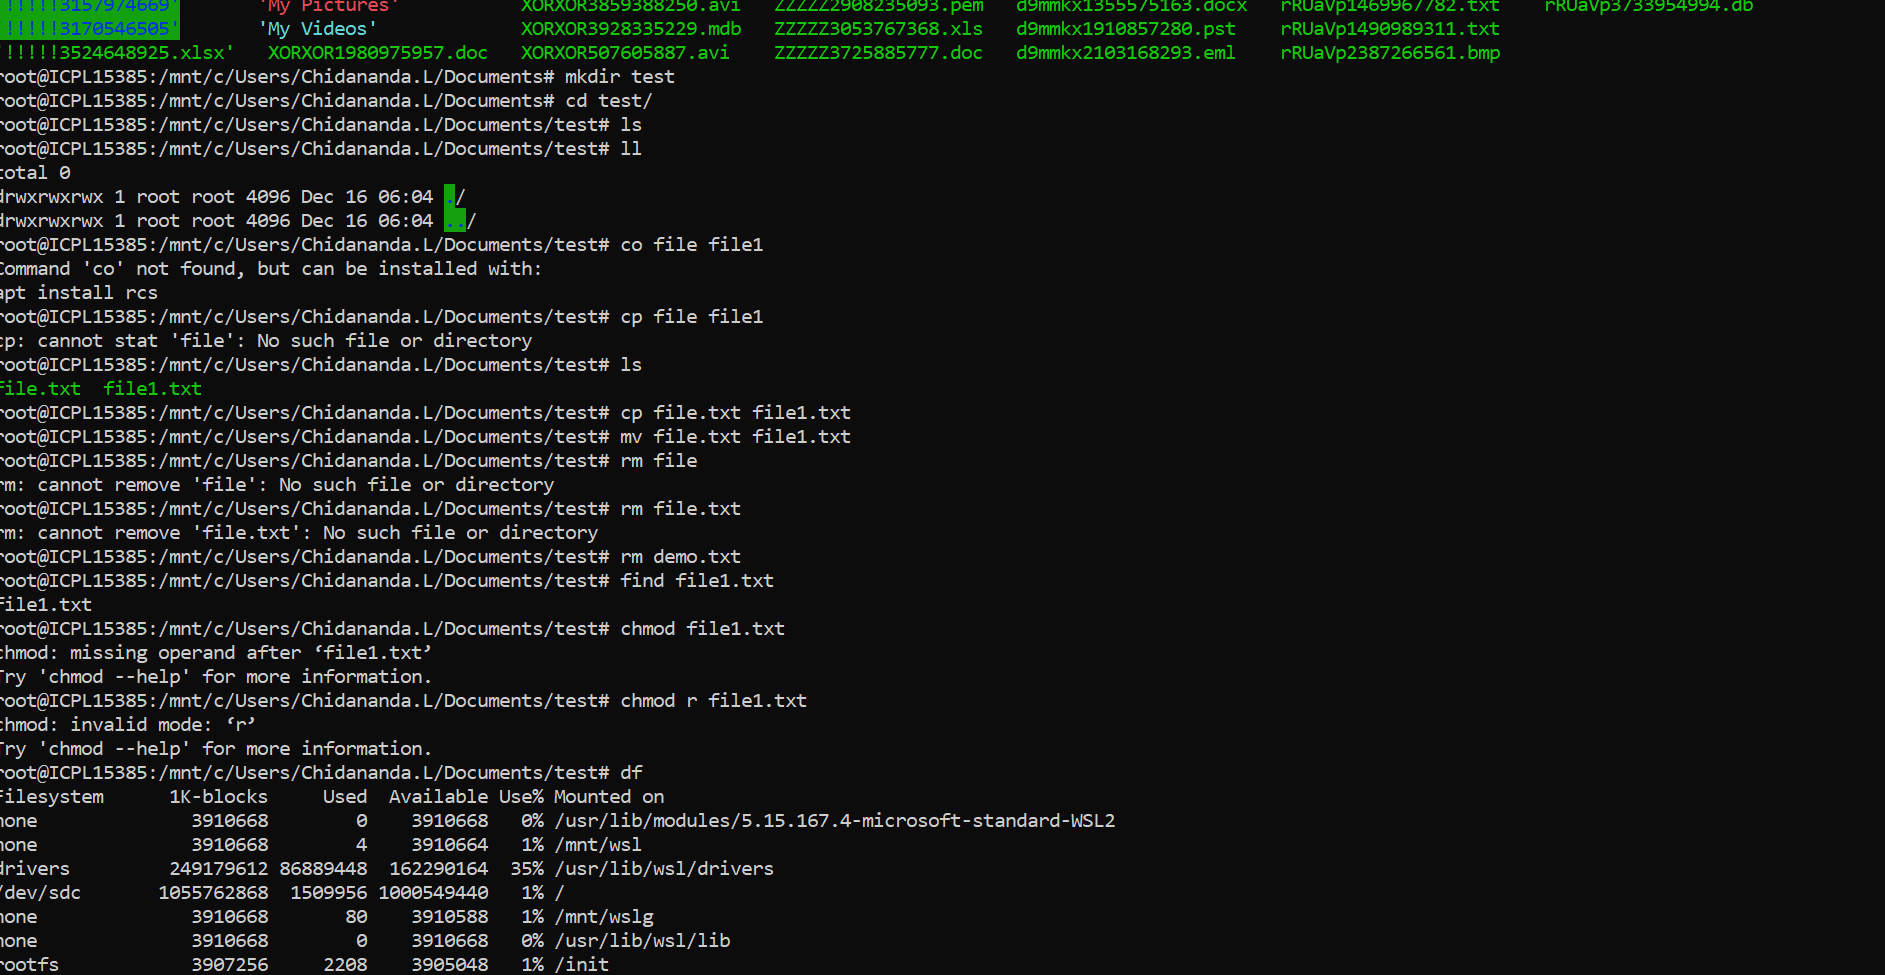 '!!!!!3157974669' 'My Pictures' XORXOR3859388250.avi ZZZZZ2908235093.pem d9mmkx1355575163.docx rRUaVp1469967782.txt rRUaVp3733954994.db
'!!!!!3170546505' 'My Videos' XORXOR3928335229.mdb ZZZZZ3053767368.xls d9mmkx1910857280.pst rRUaVp1490989311.txt
'!!!!!3524648925.xlsx' XORXOR1980975957.doc XORXOR507605887.avi ZZZZZ3725885777.doc d9mmkx2103168293.eml rRUaVp2387266561.bmp
root@ICPL15385:/mnt/c/Users/Chidananda.L/Documents# mkdir test
root@ICPL15385:/mnt/c/Users/Chidananda.L/Documents# cd test/
root@ICPL15385:/mnt/c/Users/Chidananda.L/Documents/test# ls
root@ICPL15385:/mnt/c/Users/Chidananda.L/Documents/test# ll
total 0
drwxrwxrwx 1 root root 4096 Dec 16 06:04 ./
drwxrwxrwx 1 root root 4096 Dec 16 06:04 ../
root@ICPL15385:/mnt/c/Users/Chidananda.L/Documents/test# co file file1
Command 'co' not found, but can be installed with:
apt install rcs
root@ICPL15385:/mnt/c/Users/Chidananda.L/Documents/test# cp file file1
cp: cannot stat 'file': No such file or directory
root@ICPL15385:/mnt/c/Users/Chidananda.L/Documents/test# ls
file.txt file1.txt
root@ICPL15385:/mnt/c/Users/Chidananda.L/Documents/test# cp file.txt file1.txt
root@ICPL15385:/mnt/c/Users/Chidananda.L/Documents/test# mv file.txt file1.txt
root@ICPL15385:/mnt/c/Users/Chidananda.L/Documents/test# rm file
rm: cannot remove 'file': No such file or directory
root@ICPL15385:/mnt/c/Users/Chidananda.L/Documents/test# rm file.txt
rm: cannot remove 'file.txt': No such file or directory
root@ICPL15385:/mnt/c/Users/Chidananda.L/Documents/test# rm demo.txt
root@ICPL15385:/mnt/c/Users/Chidananda.L/Documents/test# find file1.txt
file1.txt
root@ICPL15385:/mnt/c/Users/Chidananda.L/Documents/test# chmod file1.txt
chmod: missing operand after ‘file1.txt’
Try 'chmod --help' for more information.
root@ICPL15385:/mnt/c/Users/Chidananda.L/Documents/test# chmod r file1.txt
chmod: invalid mode: ‘r’
Try 'chmod --help' for more information.
root@ICPL15385:/mnt/c/Users/Chidananda.L/Documents/test# df
Filesystem 1K-blocks Used Available Use% Mounted on
none 3910668 0 3910668 0% /usr/lib/modules/5.15.167.4-microsoft-standard-WSL2
none 3910668 4 3910664 1% /mnt/wsl
drivers 249179612 86889448 162290164 35% /usr/lib/wsl/drivers
/dev/sdc 1055762868 1509956 1000549440 1% /
none 3910668 80 3910588 1% /mnt/wslg
none 3910668 0 3910668 0% /usr/lib/wsl/lib
rootfs 3907256 2208 3905048 1% /init